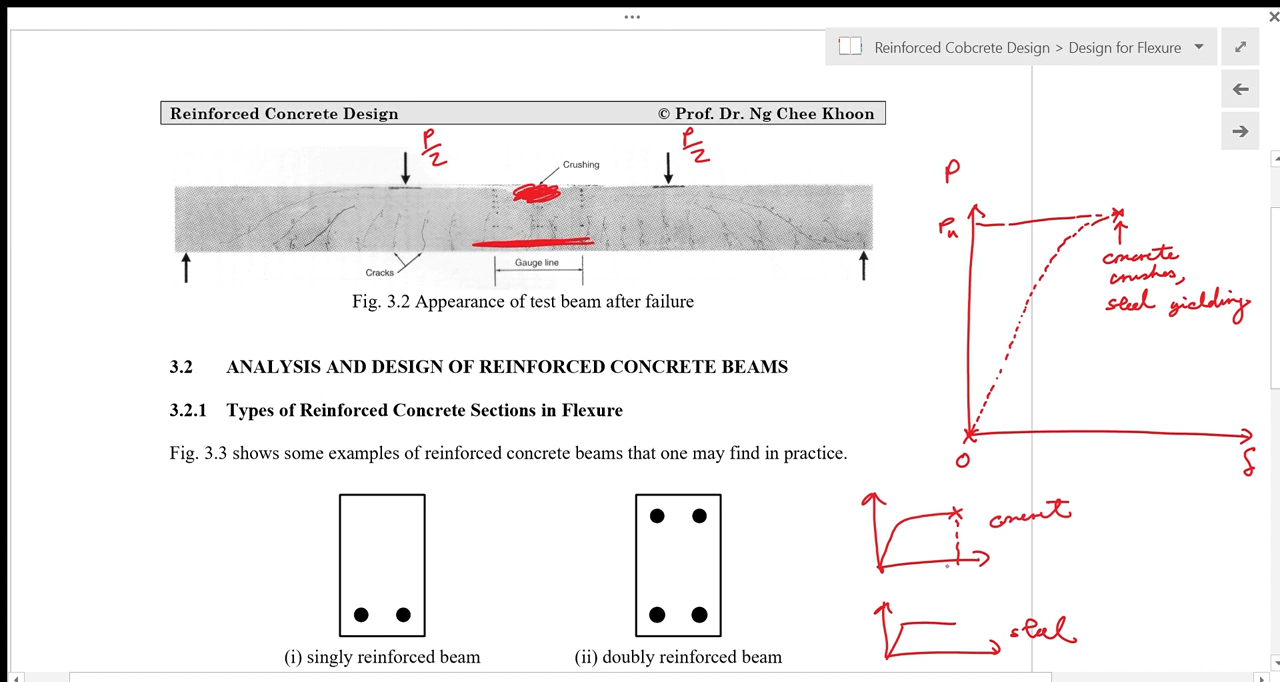 ...
Reinforced Cobcrete Design > Design for Flexure
Reinforced Concrete Design © Prof. Dr. Ng Chee Khoon
P/2
P/2
Crushing
Cracks
Gauge line
Fig. 3.2 Appearance of test beam after failure
3.2 ANALYSIS AND DESIGN OF REINFORCED CONCRETE BEAMS
3.2.1 Types of Reinforced Concrete Sections in Flexure
Fig. 3.3 shows some examples of reinforced concrete beams that one may find in practice.
(i) singly reinforced beam
(ii) doubly reinforced beam
P
Pu
concrete
crushes,
steel yielding
O
δ
concrete
steel